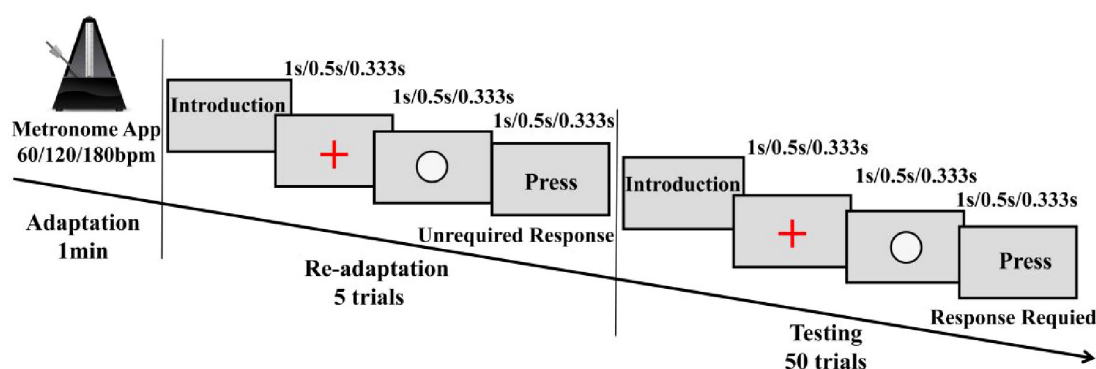 Metronome App
60/120/180bpm
Adaptation
1min
Introduction
1s/0.5s/0.333s
1s/0.5s/0.333s
1s/0.5s/0.333s
Press
Unrequired Response
Re-adaptation
5 trials
Introduction
1s/0.5s/0.333s
1s/0.5s/0.333s
1s/0.5s/0.333s
Press
Response Requied
Testing
50 trials